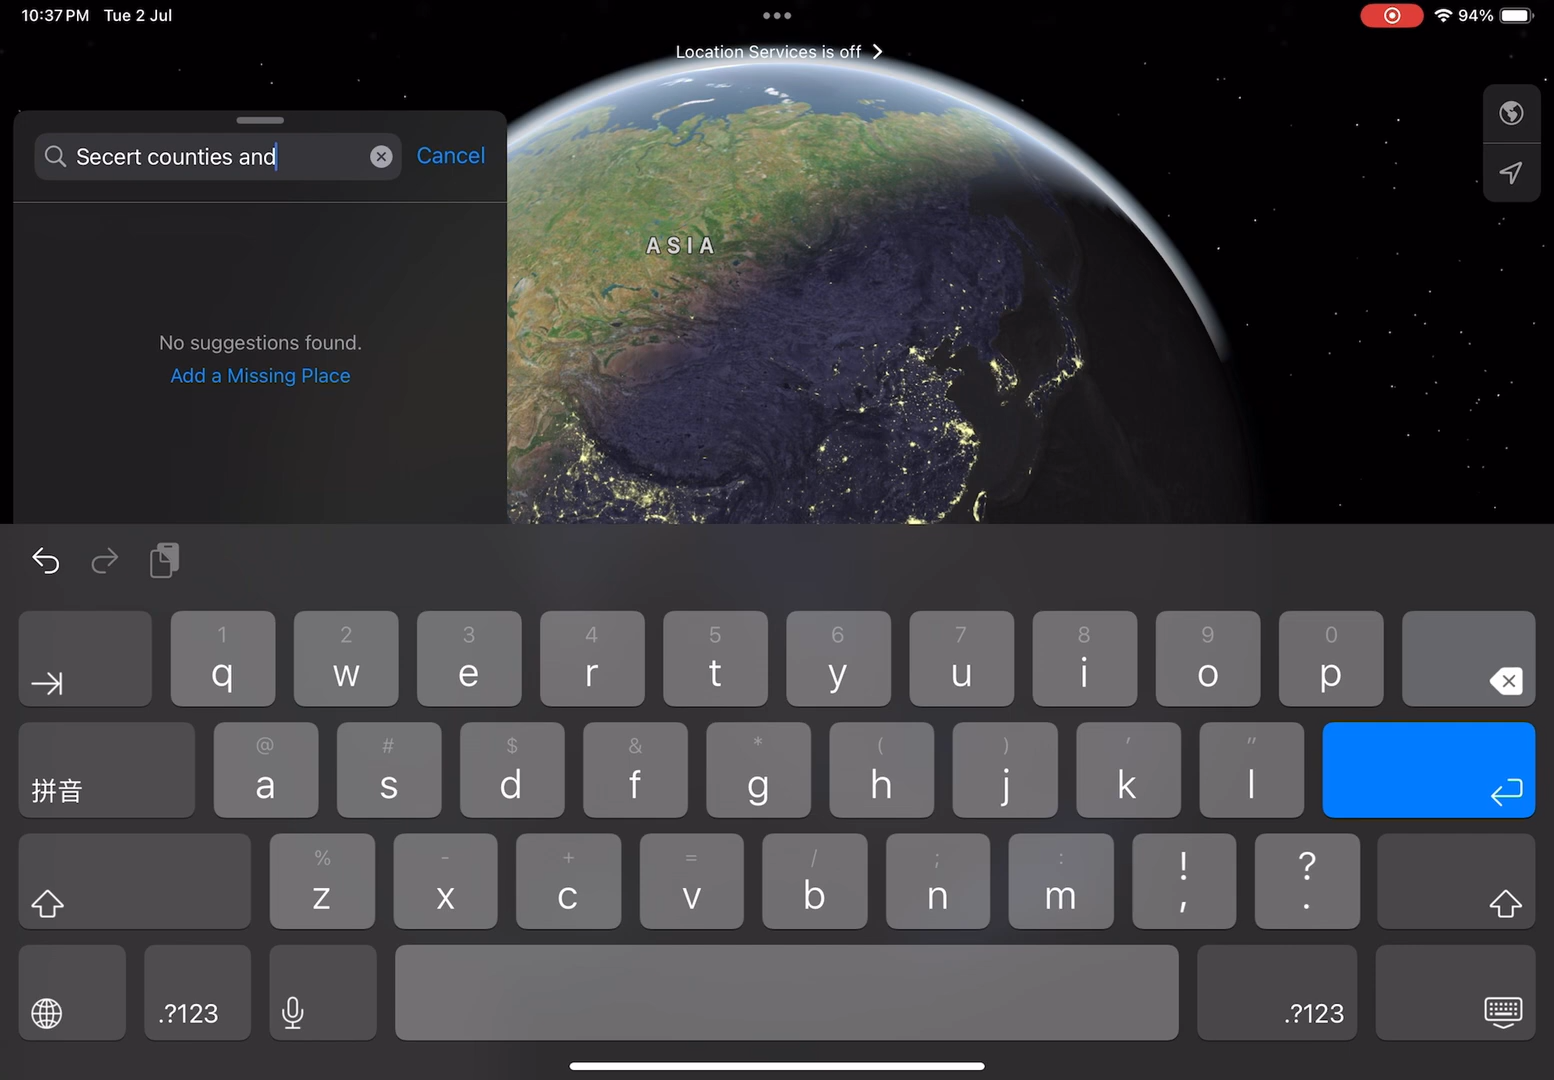 10:37 PM Tue 2 Jul
94%
Location Services is off
Secert counties and
Cancel
ASIA
No suggestions found.
Add a Missing Place
1 2 3 4 5 6 7 8 9 0
q w e r t y u i o p
@ # $ & * ( ) ' "
拼音 a s d f g h j k l
% - + = / ; : ! ?
z x c v b n m , .
.?123 .?123